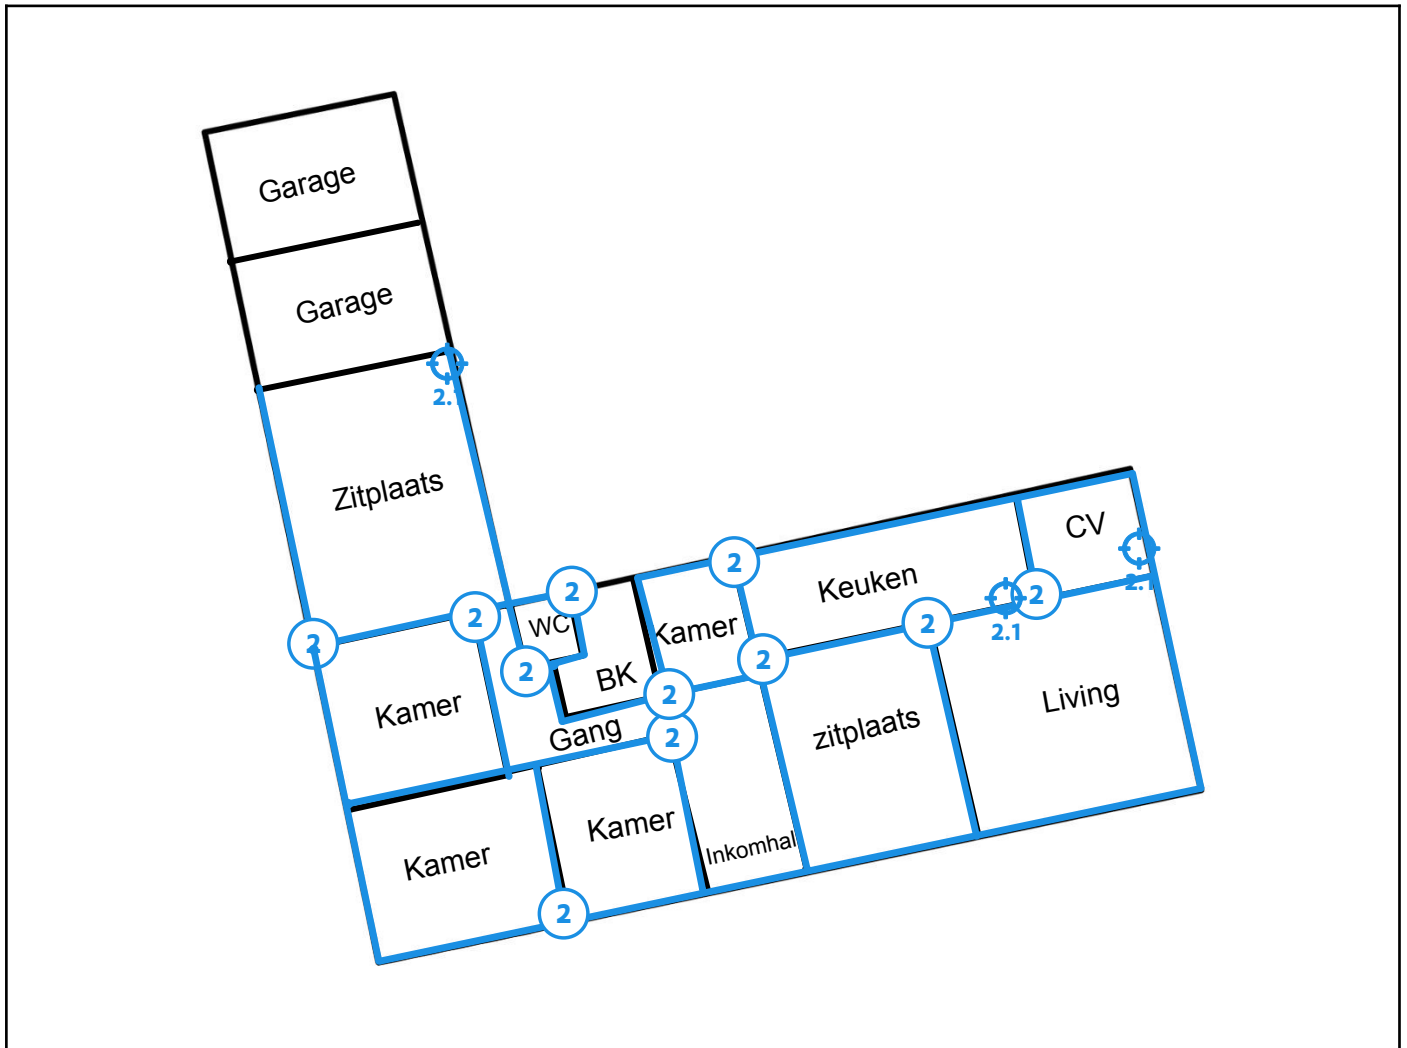 Garage
Garage
2.1
Zitplaats
CV
2
Keuken
2.1
2
2
2
2.1
2
WC
Kamer
2
2
2
2
BK
2
Living
Kamer
zitplaats
Gang
2
Kamer
Inkomhal
Kamer
2